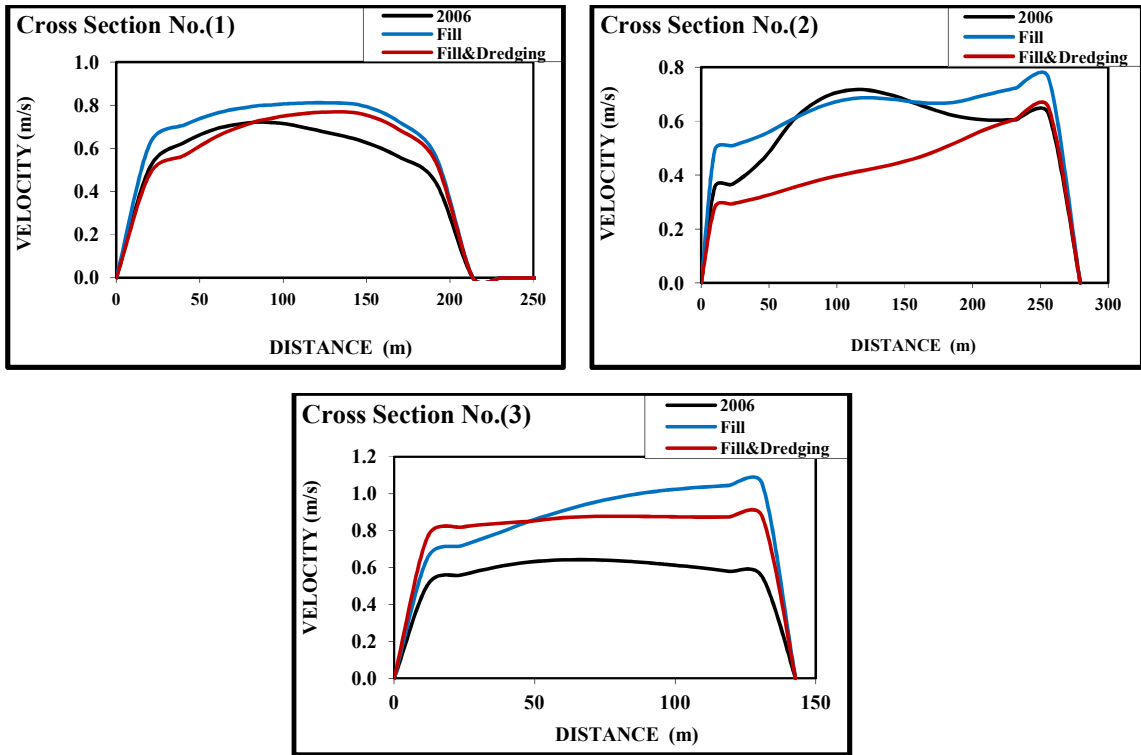 Cross Section No.(1)
2006
Fill
Fill&Dredging
VELOCITY (m/s)
1.0
0.8
0.6
0.4
0.2
0.0
0 50 100 150 200 250
DISTANCE (m)
Cross Section No.(2)
2006
Fill
Fill&Dredging
VELOCITY (m/s)
0.8
0.6
0.4
0.2
0.0
0 50 100 150 200 250 300
DISTANCE (m)
Cross Section No.(3)
2006
Fill
Fill&Dredging
VELOCITY (m/s)
1.2
1.0
0.8
0.6
0.4
0.2
0.0
0 50 100 150
DISTANCE (m)